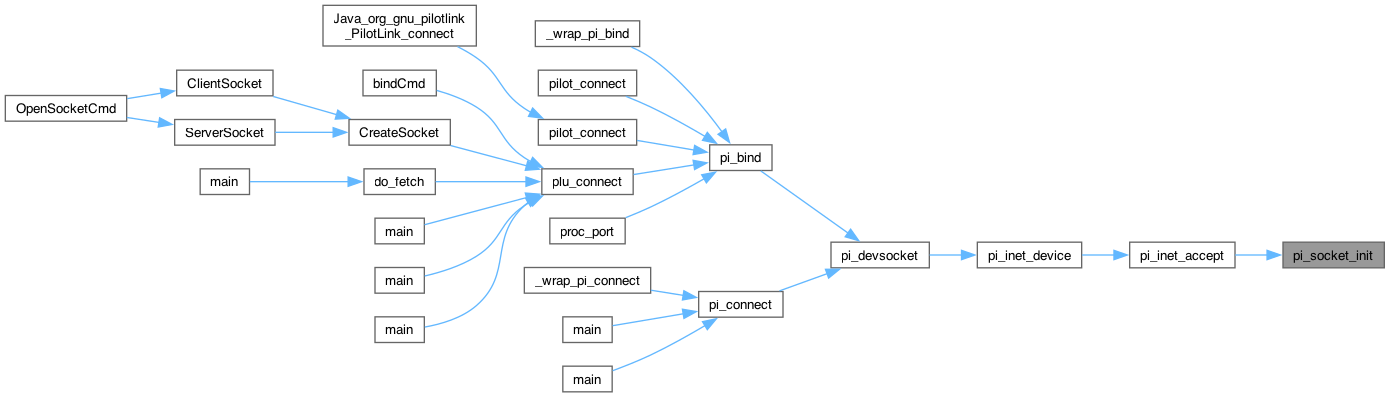 Java_org_gnu_pilotlink
_PilotLink_connect
_wrap_pi_bind
ClientSocket
bindCmd
pilot_connect
OpenSocketCmd
ServerSocket
CreateSocket
pilot_connect
pi_bind
main
do_fetch
plu_connect
main
proc_port
pi_devsocket
pi_inet_device
pi_inet_accept
pi_socket_init
main
_wrap_pi_connect
pi_connect
main
main
main